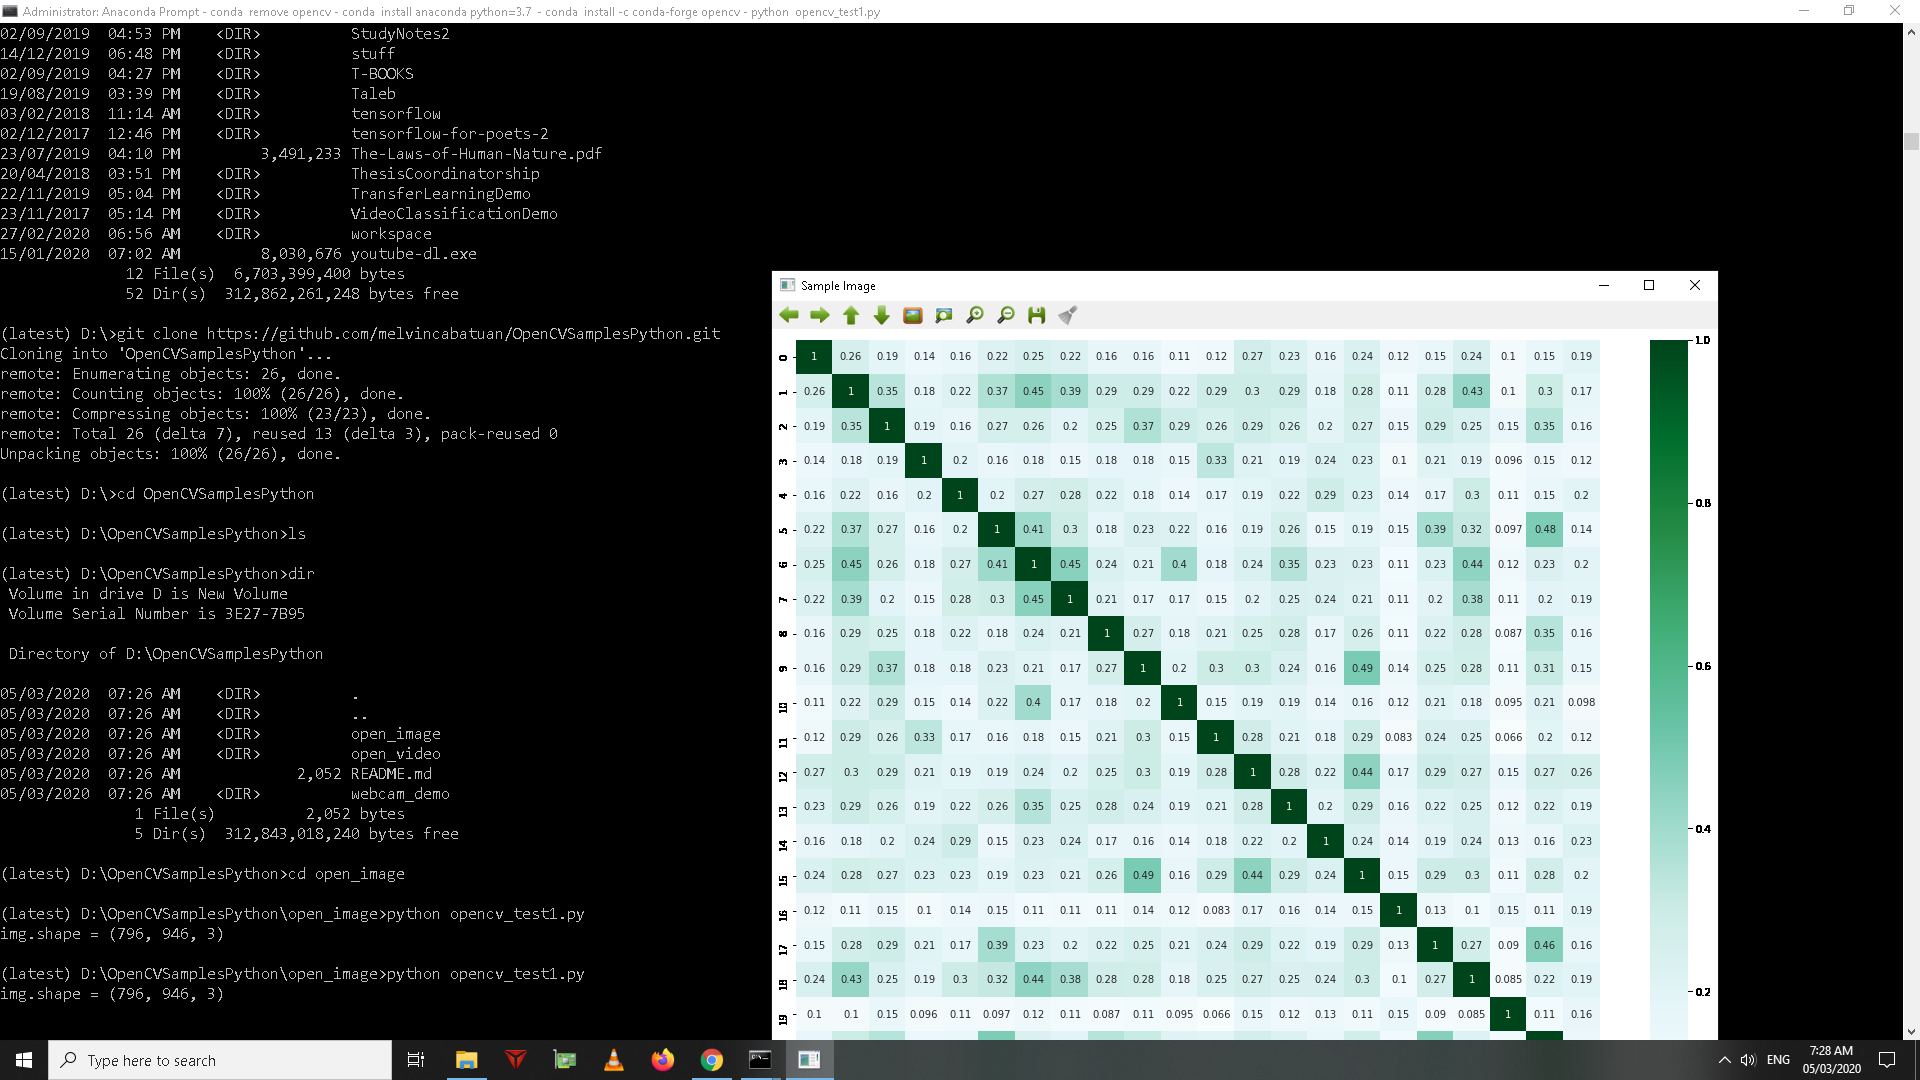 Administrator: Anaconda Prompt - conda remove opencv - conda install anaconda python=3.7 - conda install -c conda-forge opencv - python opencv_test1.py
02/09/2019 04:53 PM <DIR> StudyNotes2
14/12/2019 06:48 PM <DIR> stuff
02/09/2019 04:27 PM <DIR> T-BOOKS
19/08/2019 03:39 PM <DIR> Taleb
03/02/2018 11:14 AM <DIR> tensorflow
02/12/2017 12:46 PM <DIR> tensorflow-for-poets-2
23/07/2019 04:10 PM 3,491,233 The-Laws-of-Human-Nature.pdf
20/04/2018 03:51 PM <DIR> ThesisCoordinatorship
22/11/2019 05:04 PM <DIR> TransferLearningDemo
23/11/2017 05:14 PM <DIR> VideoClassificationDemo
27/02/2020 06:56 AM <DIR> workspace
15/01/2020 07:02 AM 8,030,676 youtube-dl.exe
12 File(s) 6,703,399,400 bytes
52 Dir(s) 312,862,261,248 bytes free
(latest) D:\>git clone https://github.com/melvincabatuan/OpenCVSamplesPython.git
Cloning into 'OpenCVSamplesPython'...
remote: Enumerating objects: 26, done.
remote: Counting objects: 100% (26/26), done.
remote: Compressing objects: 100% (23/23), done.
remote: Total 26 (delta 7), reused 13 (delta 3), pack-reused 0
Unpacking objects: 100% (26/26), done.
(latest) D:\>cd OpenCVSamplesPython
(latest) D:\OpenCVSamplesPython>ls
(latest) D:\OpenCVSamplesPython>dir
Volume in drive D is New Volume
Volume Serial Number is 3E27-7B95
Directory of D:\OpenCVSamplesPython
05/03/2020 07:26 AM <DIR> .
05/03/2020 07:26 AM <DIR> ..
05/03/2020 07:26 AM <DIR> open_image
05/03/2020 07:26 AM <DIR> open_video
05/03/2020 07:26 AM 2,052 README.md
05/03/2020 07:26 AM <DIR> webcam_demo
1 File(s) 2,052 bytes
5 Dir(s) 312,843,018,240 bytes free
(latest) D:\OpenCVSamplesPython>cd open_image
(latest) D:\OpenCVSamplesPython\open_image>python opencv_test1.py
img.shape = (796, 946, 3)
(latest) D:\OpenCVSamplesPython\open_image>python opencv_test1.py
img.shape = (796, 946, 3)
Sample Image
0 1 0.26 0.19 0.14 0.16 0.22 0.25 0.22 0.16 0.16 0.11 0.12 0.27 0.23 0.16 0.24 0.12 0.15 0.24 0.1 0.15 0.19
1 0.26 1 0.35 0.18 0.22 0.37 0.45 0.39 0.29 0.29 0.22 0.29 0.3 0.29 0.18 0.28 0.11 0.28 0.43 0.1 0.3 0.17
2 0.19 0.35 1 0.19 0.16 0.27 0.26 0.2 0.25 0.37 0.29 0.26 0.29 0.26 0.2 0.27 0.15 0.29 0.25 0.15 0.35 0.16
3 0.14 0.18 0.19 1 0.2 0.16 0.18 0.15 0.18 0.18 0.15 0.33 0.21 0.19 0.24 0.23 0.1 0.21 0.19 0.096 0.15 0.12
4 0.16 0.22 0.16 0.2 1 0.2 0.27 0.28 0.22 0.18 0.14 0.17 0.19 0.22 0.29 0.23 0.14 0.17 0.3 0.11 0.15 0.2
5 0.22 0.37 0.27 0.16 0.2 1 0.41 0.3 0.18 0.23 0.22 0.16 0.19 0.26 0.15 0.19 0.15 0.39 0.32 0.097 0.48 0.14
6 0.25 0.45 0.26 0.18 0.27 0.41 1 0.45 0.24 0.21 0.4 0.18 0.24 0.35 0.23 0.23 0.11 0.23 0.44 0.12 0.23 0.2
7 0.22 0.39 0.2 0.15 0.28 0.3 0.45 1 0.21 0.17 0.17 0.15 0.2 0.25 0.24 0.21 0.11 0.2 0.38 0.11 0.2 0.19
8 0.16 0.29 0.25 0.18 0.22 0.18 0.24 0.21 1 0.27 0.18 0.21 0.25 0.28 0.17 0.26 0.11 0.22 0.28 0.087 0.35 0.16
9 0.16 0.29 0.37 0.18 0.18 0.23 0.21 0.17 0.27 1 0.2 0.3 0.3 0.24 0.16 0.49 0.14 0.25 0.28 0.11 0.31 0.15
10 0.11 0.22 0.29 0.15 0.14 0.22 0.4 0.17 0.18 0.2 1 0.15 0.19 0.19 0.14 0.16 0.12 0.21 0.18 0.095 0.21 0.098
11 0.12 0.29 0.26 0.33 0.17 0.16 0.18 0.15 0.21 0.3 0.15 1 0.28 0.21 0.18 0.29 0.083 0.24 0.25 0.066 0.2 0.12
12 0.27 0.3 0.29 0.21 0.19 0.19 0.24 0.2 0.25 0.3 0.19 0.28 1 0.28 0.22 0.44 0.17 0.29 0.27 0.15 0.27 0.26
13 0.23 0.29 0.26 0.19 0.22 0.26 0.35 0.25 0.28 0.24 0.19 0.21 0.28 1 0.2 0.29 0.16 0.22 0.25 0.12 0.22 0.19
14 0.16 0.18 0.2 0.24 0.29 0.15 0.23 0.24 0.17 0.16 0.14 0.18 0.22 0.2 1 0.24 0.14 0.19 0.24 0.13 0.16 0.23
15 0.24 0.28 0.27 0.23 0.23 0.19 0.23 0.21 0.26 0.49 0.16 0.29 0.44 0.29 0.24 1 0.15 0.29 0.3 0.11 0.28 0.2
16 0.12 0.11 0.15 0.1 0.14 0.15 0.11 0.11 0.11 0.14 0.12 0.083 0.17 0.16 0.14 0.15 1 0.13 0.1 0.15 0.11 0.19
17 0.15 0.28 0.29 0.21 0.17 0.39 0.23 0.2 0.22 0.25 0.21 0.24 0.29 0.22 0.19 0.29 0.13 1 0.27 0.09 0.46 0.16
18 0.24 0.43 0.25 0.19 0.3 0.32 0.44 0.38 0.28 0.28 0.18 0.25 0.27 0.25 0.24 0.3 0.1 0.27 1 0.085 0.22 0.19
19 0.1 0.1 0.15 0.096 0.11 0.097 0.12 0.11 0.087 0.11 0.095 0.066 0.15 0.12 0.13 0.11 0.15 0.09 0.085 1 0.11 0.16
1.0
0.8
0.6
0.4
0.2
Type here to search
ENG
7:28 AM
05/03/2020